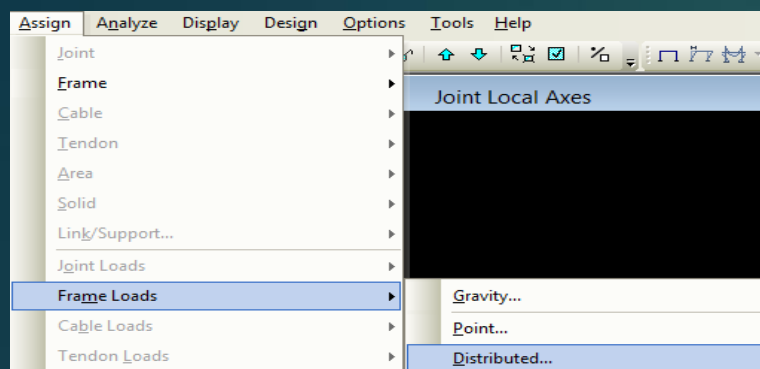 Assign Analyze Display Design Options Tools Help
Joint
Frame
Cable
Tendon
Area
Solid
Link/Support...
Joint Loads
Frame Loads
Cable Loads
Tendon Loads
Joint Local Axes
Gravity...
Point...
Distributed...